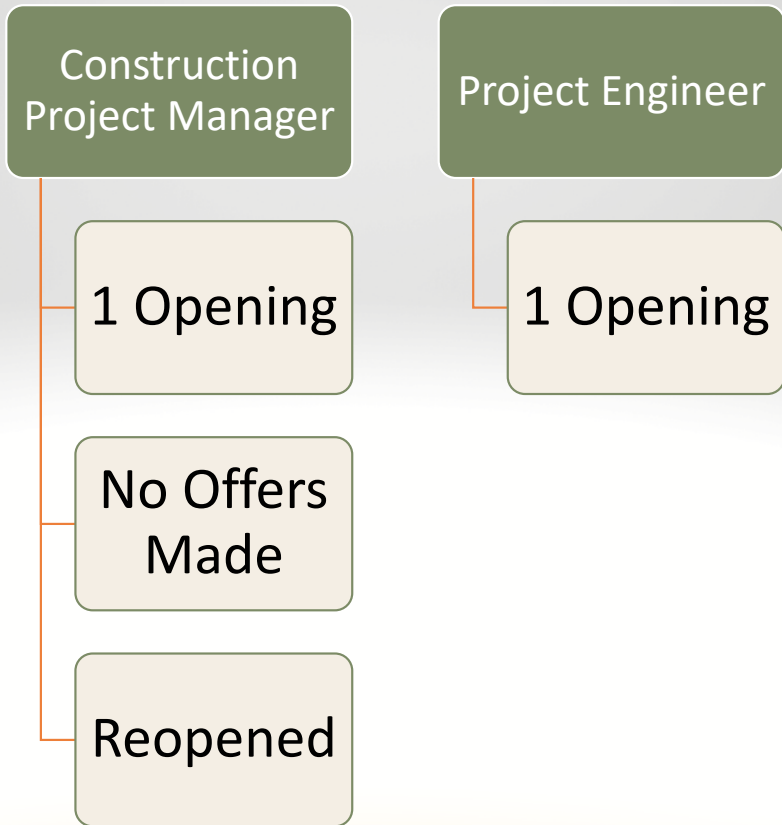 Construction
Project Manager
1 Opening
No Offers
Made
Reopened
Project Engineer
1 Opening